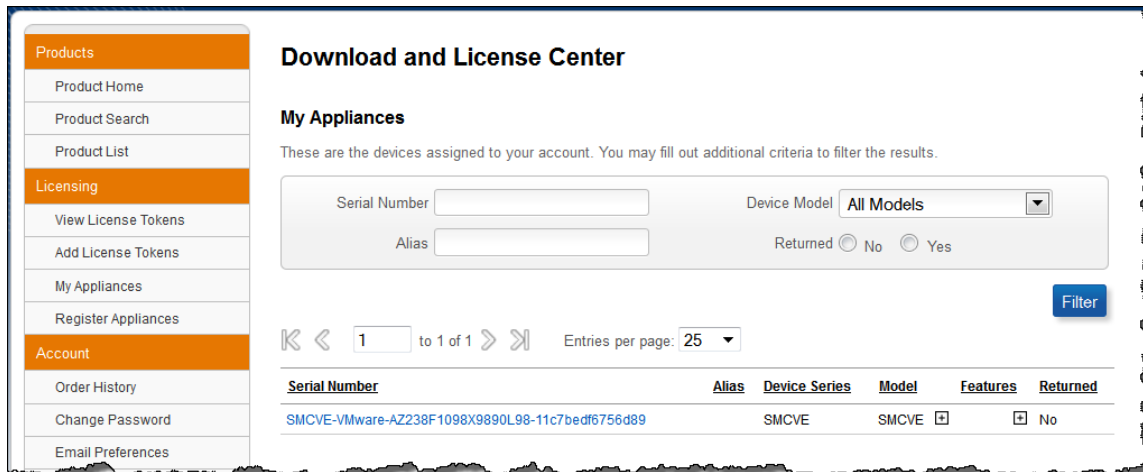 Products
Product Home
Product Search
Product List
Licensing
View License Tokens
Add License Tokens
My Appliances
Register Appliances
Account
Order History
Change Password
Email Preferences
Download and License Center
My Appliances
These are the devices assigned to your account. You may fill out additional criteria to filter the results.
Serial Number Device Model All Models
Alias Returned No Yes
Filter
1 to 1 of 1 Entries per page: 25
Serial Number Alias Device Series Model Features Returned
SMCVE-VMware-AZ238F1098X9890L98-11c7bedf6756d89 SMCVE SMCVE No